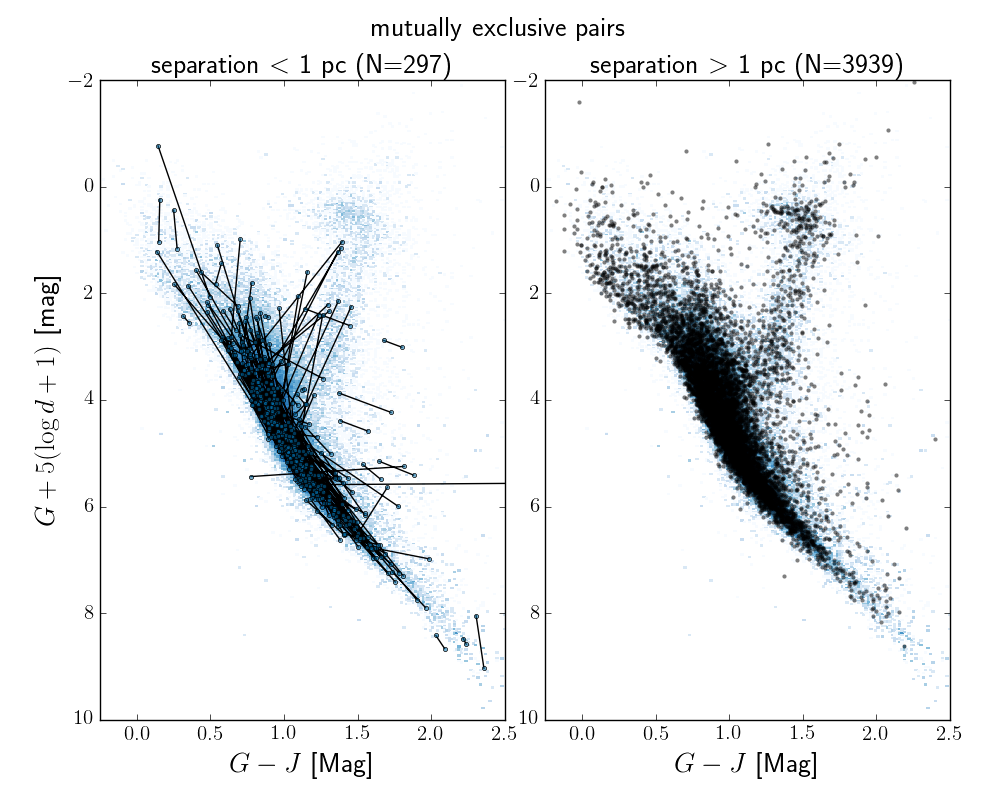 mutually exclusive pairs
separation < 1 pc (N=297)
separation > 1 pc (N=3939)
−2
0
2
4
6
8
10
G + 5(log d + 1) [mag]
0.0 0.5 1.0 1.5 2.0 2.5
G − J [Mag]
−2
0
2
4
6
8
10
0.0 0.5 1.0 1.5 2.0 2.5
G − J [Mag]